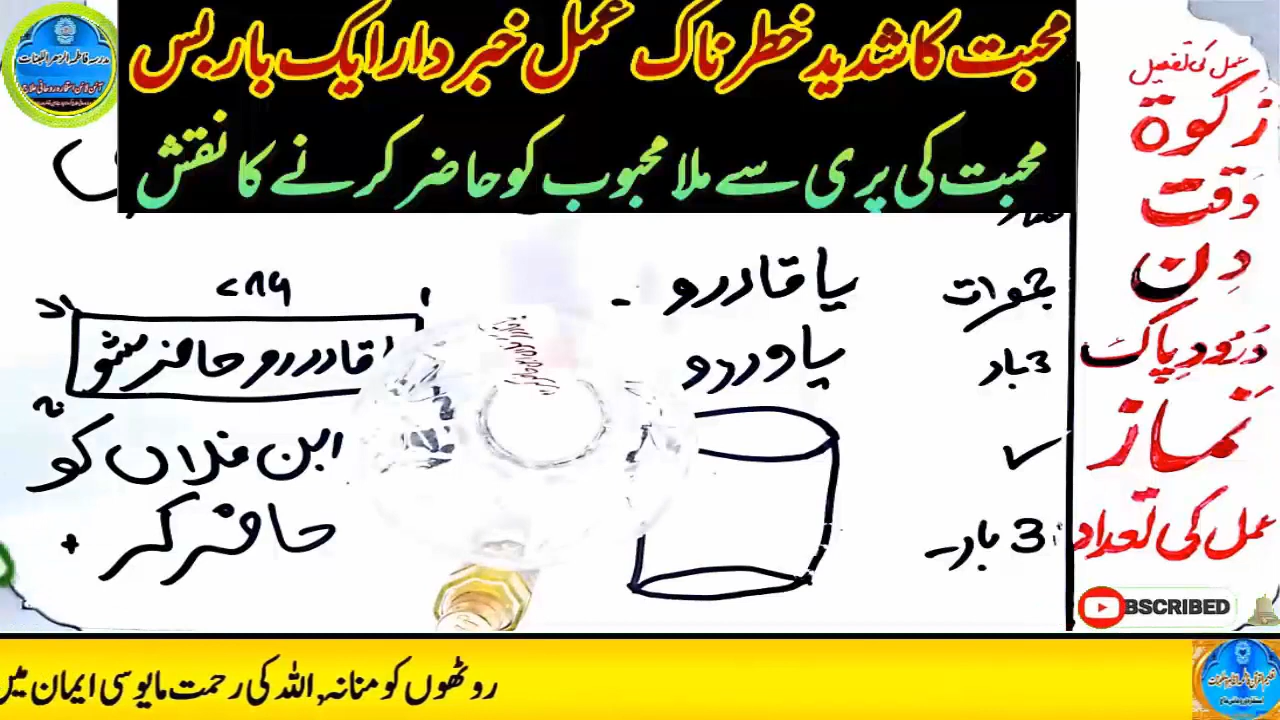 محبت کا شدید خطرناک عمل خبردار ایک بار بس
محبت کی پری سے ملا محبوب کو حاضر کرنے کا نقش
عمل کی تفصیل
زکوۃ
وقت
دن
درود پاک
نماز
عمل کی تعداد
جمعرات
3 بار
✓
3 بار۔
یا قادرو
یا وردو
۷۸۶
قادررو حاضر شو
ابن فلاں کو
حاضر کر
BSCRIBED
روٹھوں کو منانہ, اللہ کی رحمت مایوسی ایمان میں